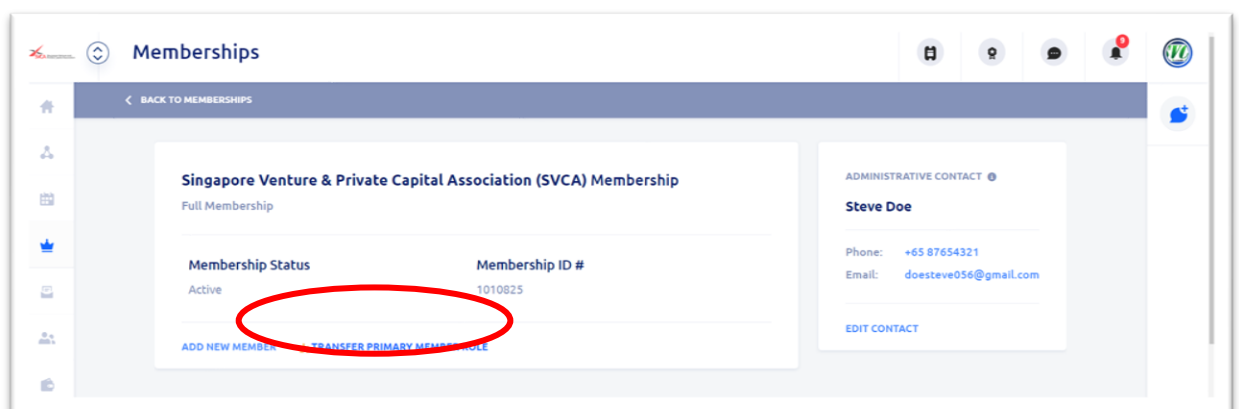 Memberships
9
BACK TO MEMBERSHIPS
Singapore Venture & Private Capital Association (SVCA) Membership
Full Membership
Membership Status
Active
Membership ID #
1010825
ADD NEW MEMBER
TRANSFER PRIMARY MEMBER ROLE
ADMINISTRATIVE CONTACT
Steve Doe
Phone: +65 87654321
Email: doesteve056@gmail.com
EDIT CONTACT